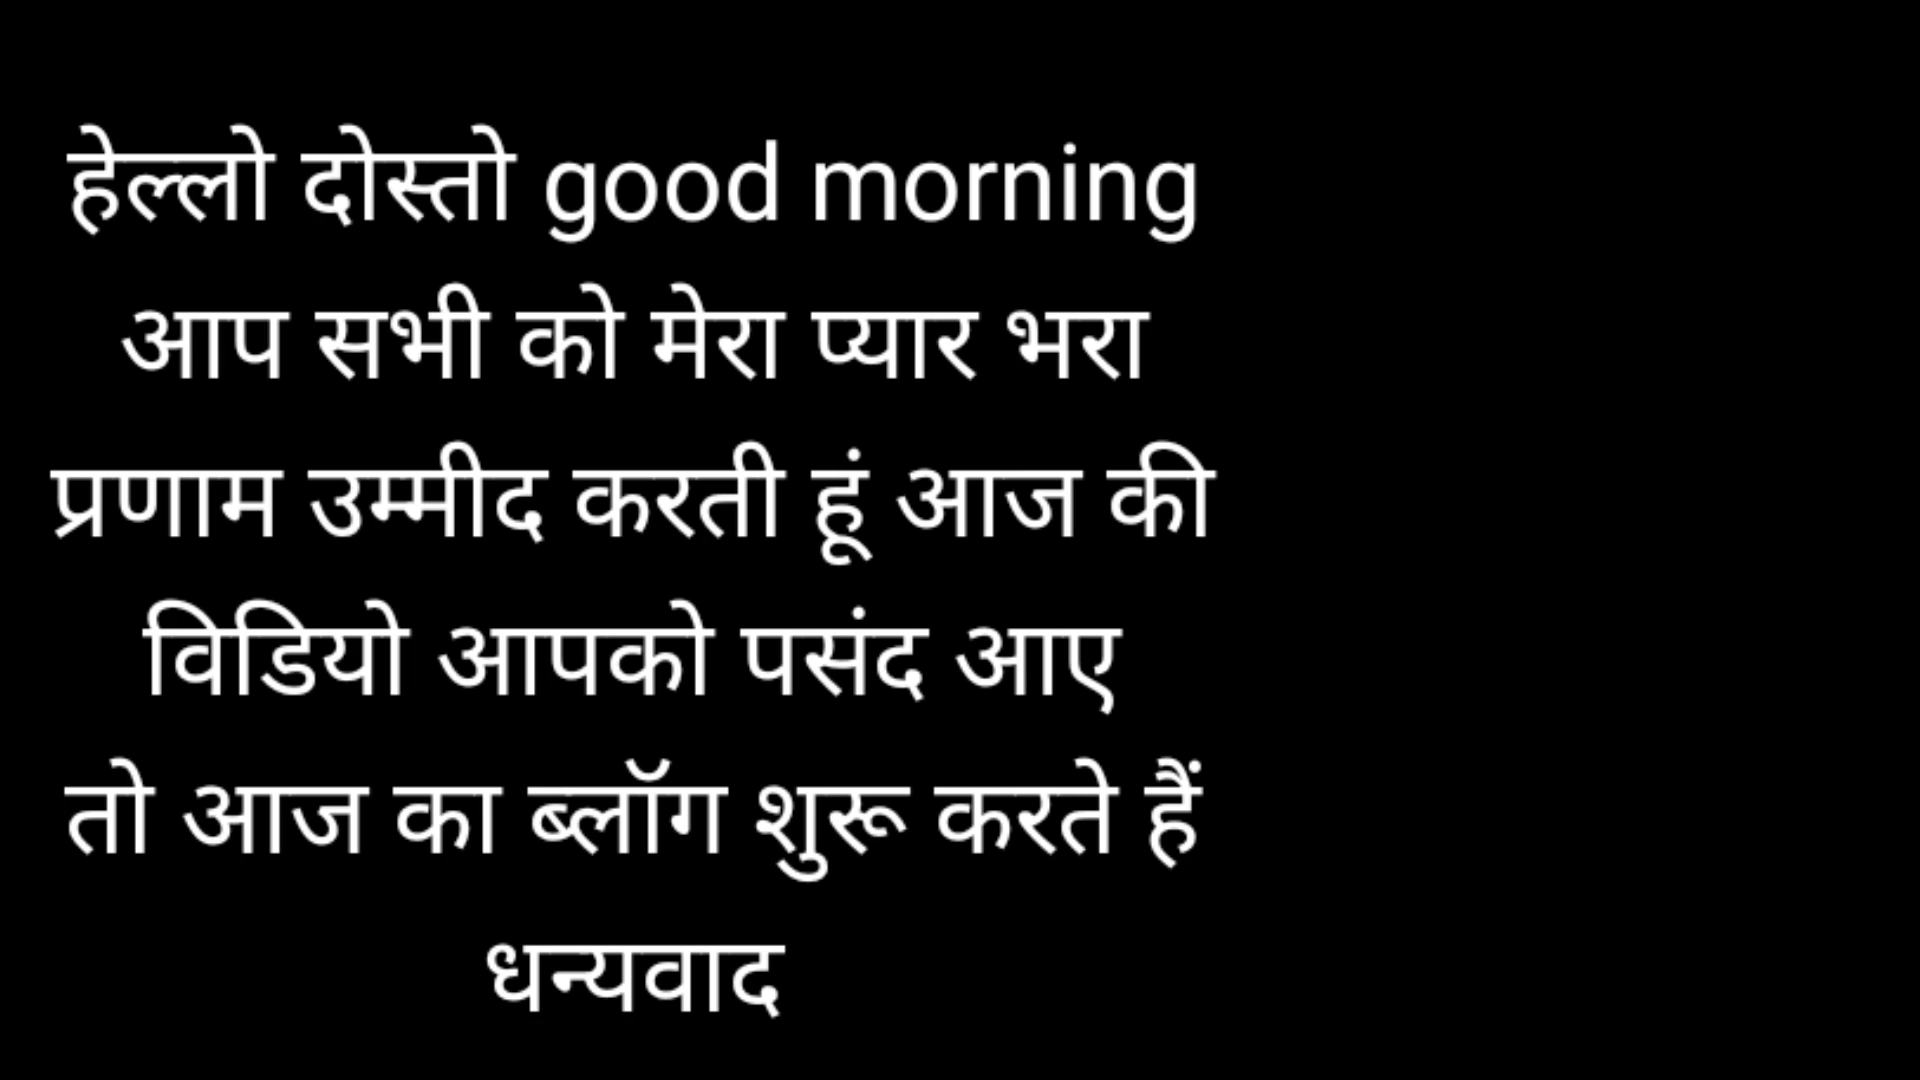 हेल्लो दोस्तो good morning
आप सभी को मेरा प्यार भरा
प्रणाम उम्मीद करती हूं आज की
विडियो आपको पसंद आए
तो आज का ब्लॉग शुरू करते हैं
धन्यवाद